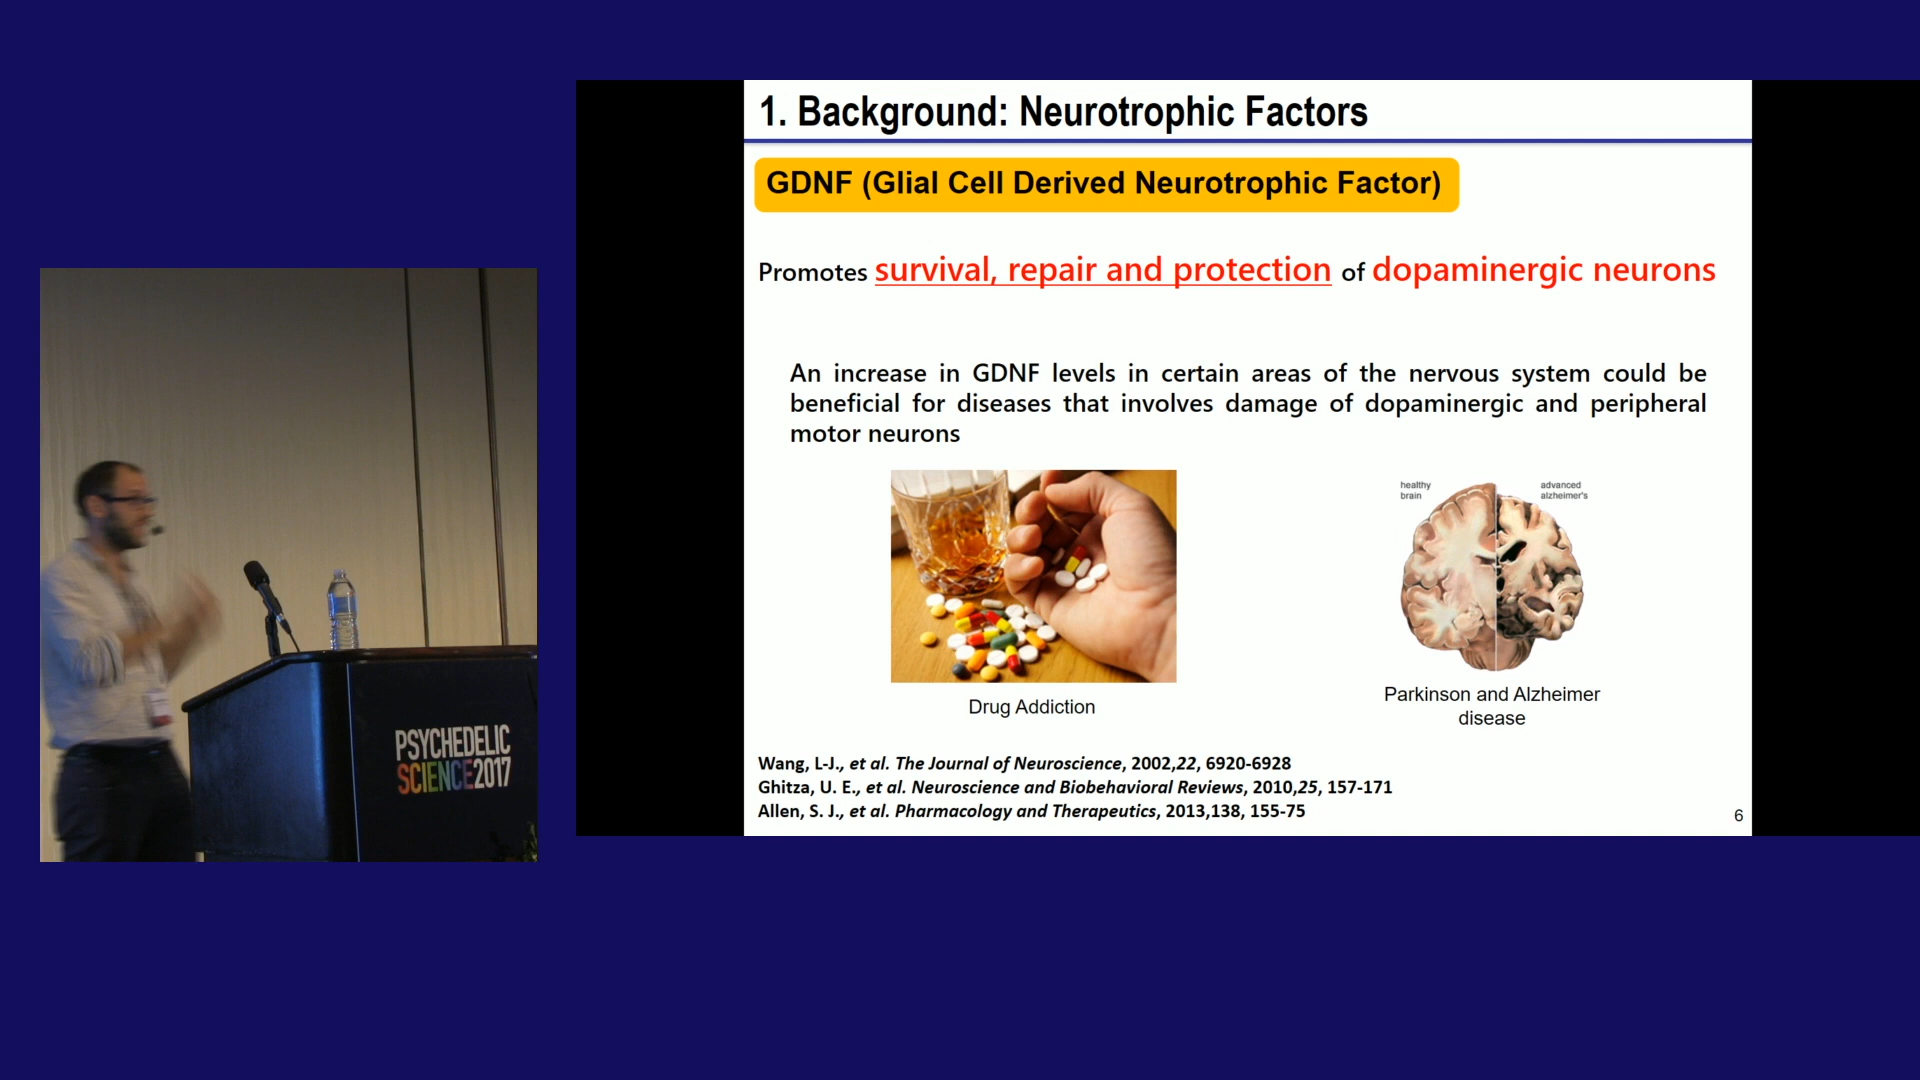 1. Background: Neurotrophic Factors
GDNF (Glial Cell Derived Neurotrophic Factor)
Promotes survival, repair and protection of dopaminergic neurons
An increase in GDNF levels in certain areas of the nervous system could be
beneficial for diseases that involves damage of dopaminergic and peripheral
motor neurons
healthy
brain
advanced
alzheimer's
Drug Addiction
Parkinson and Alzheimer
disease
Wang, L-J., et al. The Journal of Neuroscience, 2002,22, 6920-6928
Ghitza, U. E., et al. Neuroscience and Biobehavioral Reviews, 2010,25, 157-171
Allen, S. J., et al. Pharmacology and Therapeutics, 2013,138, 155-75
6
PSYCHEDELIC
SCIENCE2017